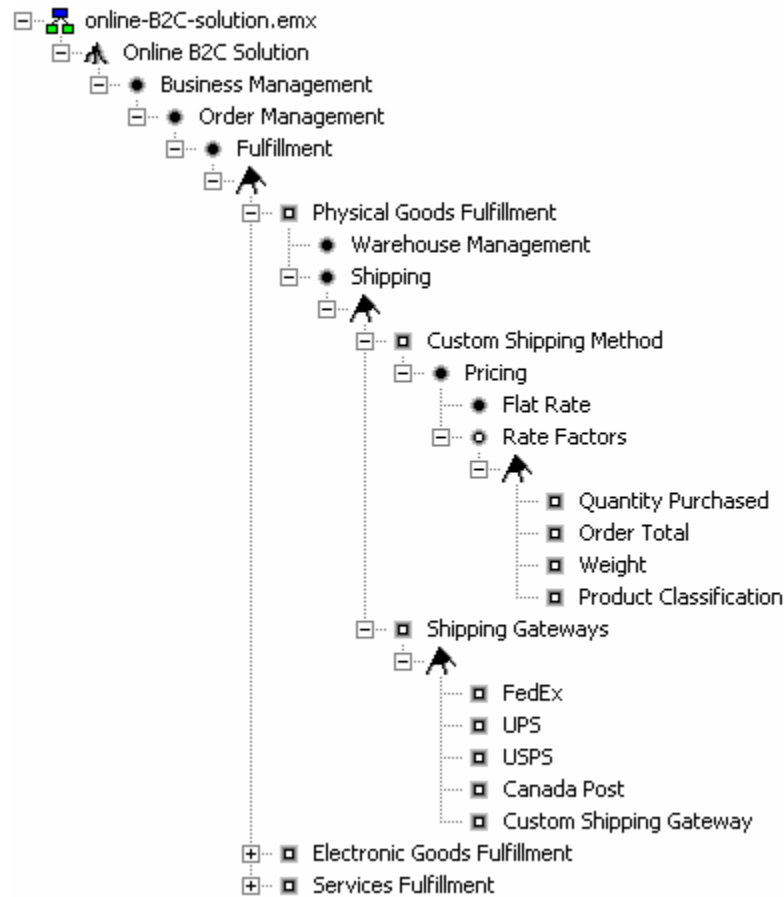 online-B2C-solution.emx
Online B2C Solution
Business Management
Order Management
Fulfillment
Physical Goods Fulfillment
Warehouse Management
Shipping
Custom Shipping Method
Pricing
Flat Rate
Rate Factors
Quantity Purchased
Order Total
Weight
Product Classification
Shipping Gateways
FedEx
UPS
USPS
Canada Post
Custom Shipping Gateway
Electronic Goods Fulfillment
Services Fulfillment